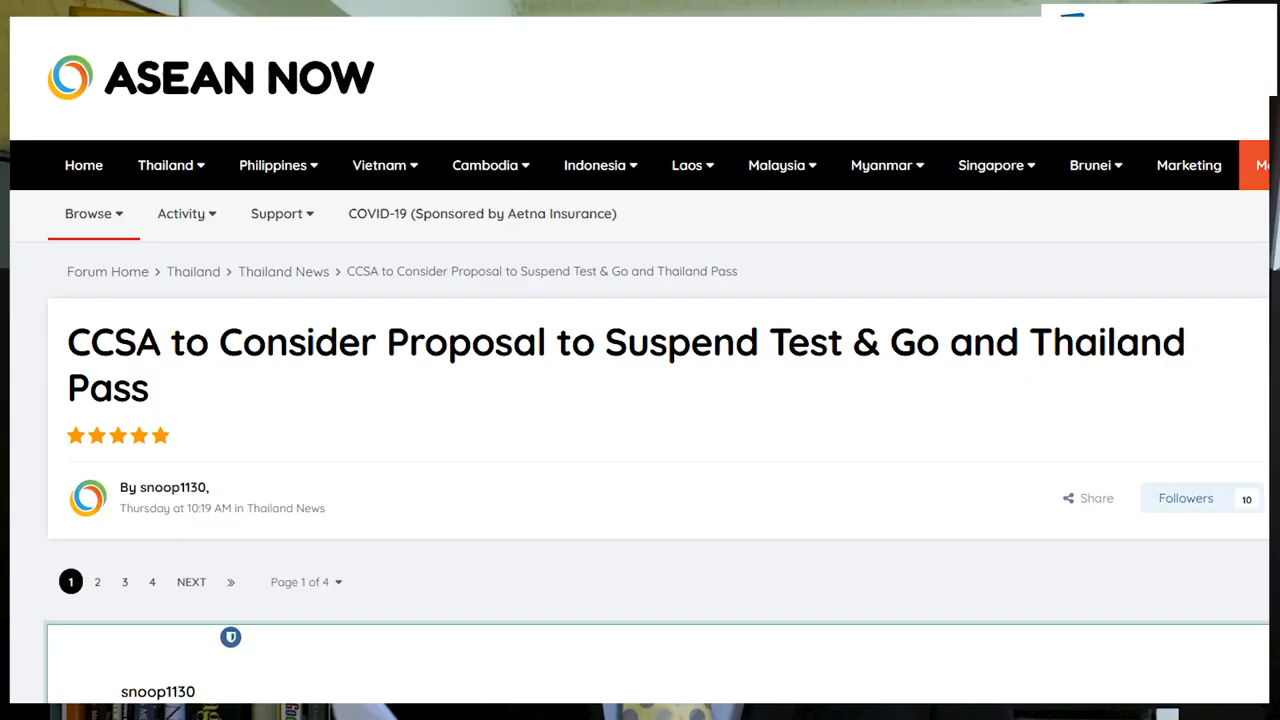 ASEAN NOW
Home Thailand Philippines Vietnam Cambodia Indonesia Laos Malaysia Myanmar Singapore Brunei Marketing
Browse Activity Support COVID-19 (Sponsored by Aetna Insurance)
Forum Home > Thailand > Thailand News > CCSA to Consider Proposal to Suspend Test & Go and Thailand Pass
CCSA to Consider Proposal to Suspend Test & Go and Thailand
Pass
By snoop1130,
Thursday at 10:19 AM in Thailand News
Share Followers 10
1 2 3 4 NEXT » Page 1 of 4
snoop1130